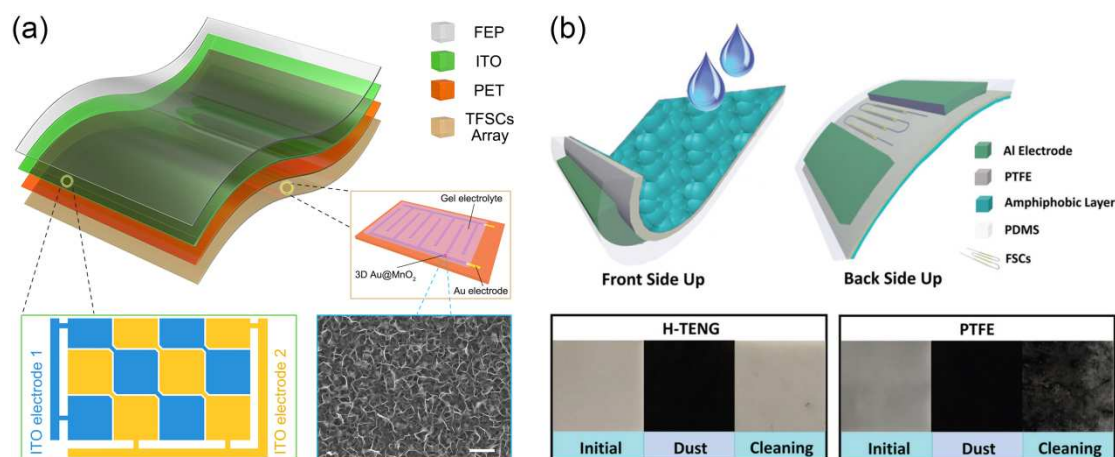 (a)
FEP
ITO
PET
TFSCs
Array
Gel electrolyte
3D Au@MnO₂
Au electrode
ITO electrode 1
ITO electrode 2
(b)
Front Side Up
Back Side Up
Al Electrode
PTFE
Amphiphobic Layer
PDMS
FSCs
H-TENG
Initial
Dust
Cleaning
PTFE
Initial
Dust
Cleaning